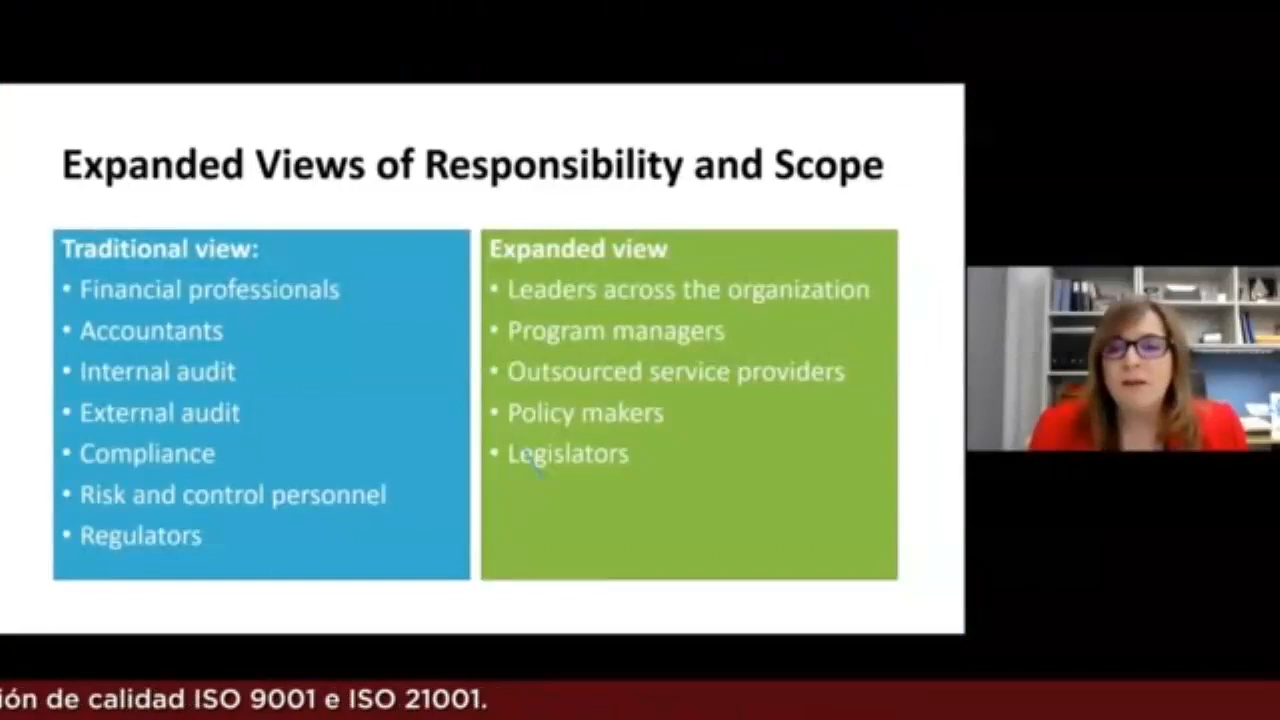 Expanded Views of Responsibility and Scope
Traditional view:
• Financial professionals
• Accountants
• Internal audit
• External audit
• Compliance
• Risk and control personnel
• Regulators
Expanded view
• Leaders across the organization
• Program managers
• Outsourced service providers
• Policy makers
• Legislators
ión de calidad ISO 9001 e ISO 21001.